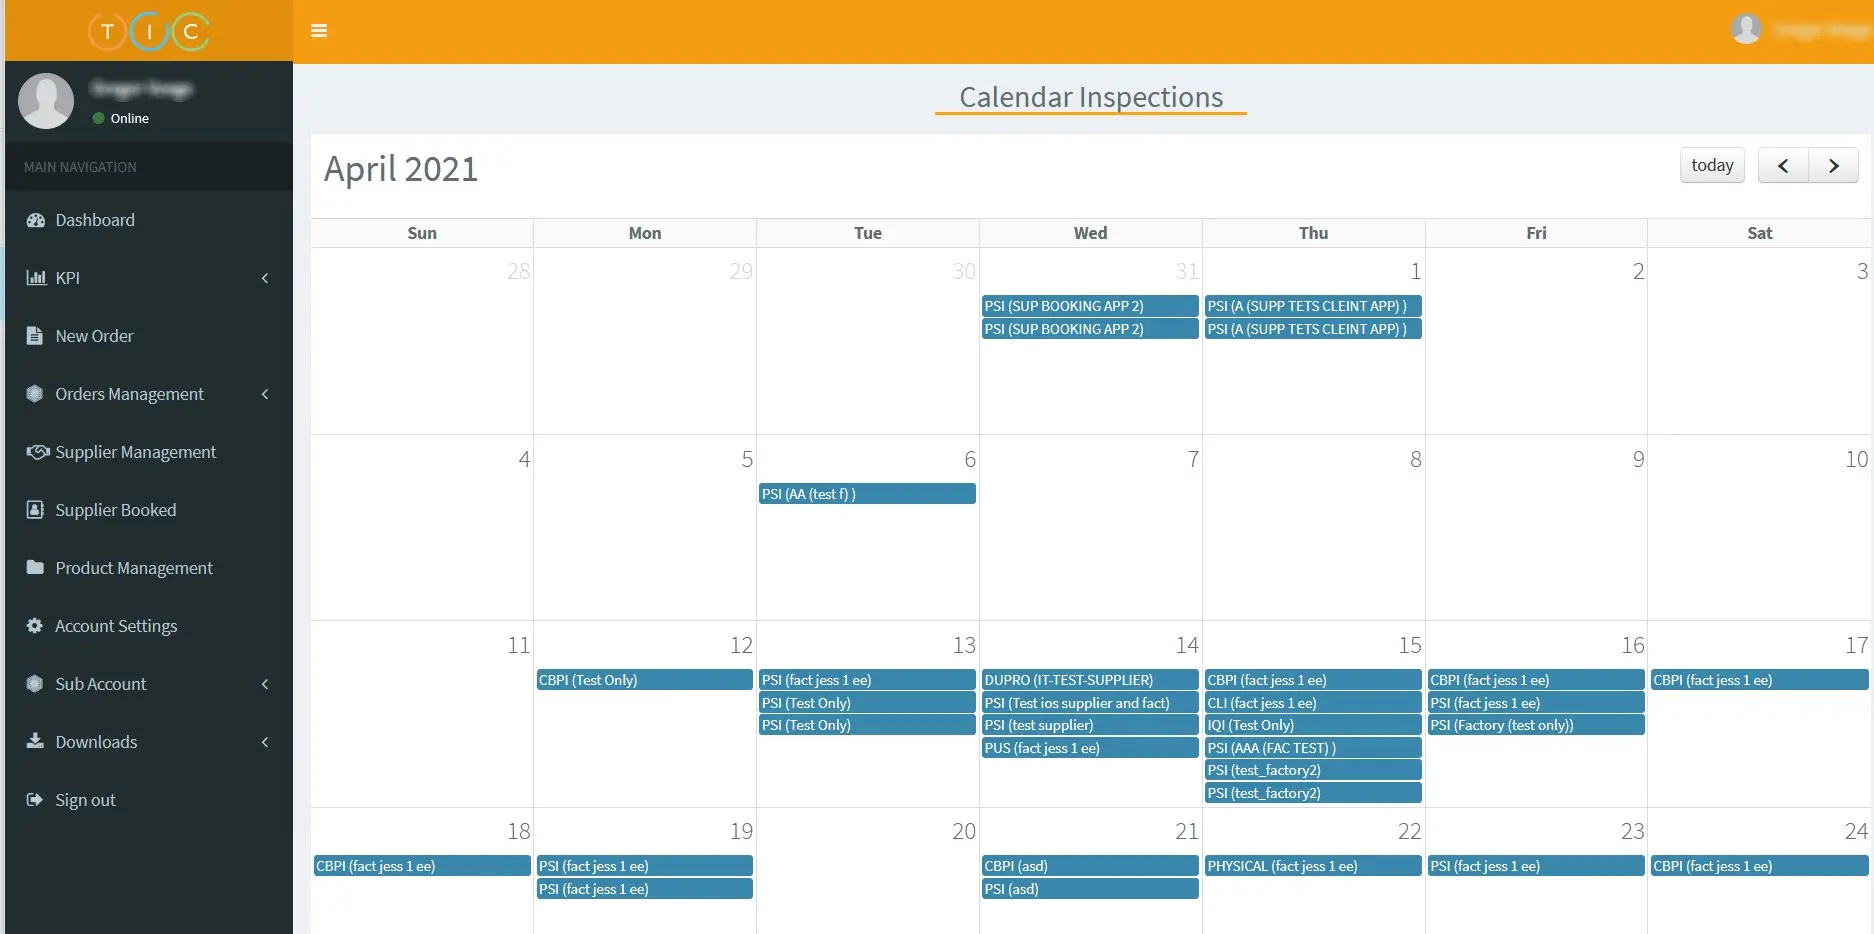 TIC
Online
MAIN NAVIGATION
Dashboard
KPI
New Order
Orders Management
Supplier Management
Supplier Booked
Product Management
Account Settings
Sub Account
Downloads
Sign out
Calendar Inspections
April 2021
today
Sun Mon Tue Wed Thu Fri Sat
28 29 30 31 1 2 3
PSI (SUP BOOKING APP 2)
PSI (SUP BOOKING APP 2)
PSI (A (SUPP TETS CLEINT APP) )
PSI (A (SUPP TETS CLEINT APP) )
4 5 6 7 8 9 10
PSI (AA (test f) )
11 12 13 14 15 16 17
CBPI (Test Only)
PSI (fact jess 1 ee)
PSI (Test Only)
PSI (Test Only)
DUPRO (IT-TEST-SUPPLIER)
PSI (Test ios supplier and fact)
PSI (test supplier)
PUS (fact jess 1 ee)
CBPI (fact jess 1 ee)
CLI (fact jess 1 ee)
IQI (Test Only)
PSI (AAA (FAC TEST) )
PSI (test_factory2)
PSI (test_factory2)
CBPI (fact jess 1 ee)
PSI (fact jess 1 ee)
PSI (Factory (test only))
CBPI (fact jess 1 ee)
18 19 20 21 22 23 24
CBPI (fact jess 1 ee)
PSI (fact jess 1 ee)
PSI (fact jess 1 ee)
CBPI (asd)
PSI (asd)
PHYSICAL (fact jess 1 ee)
PSI (fact jess 1 ee)
CBPI (fact jess 1 ee)